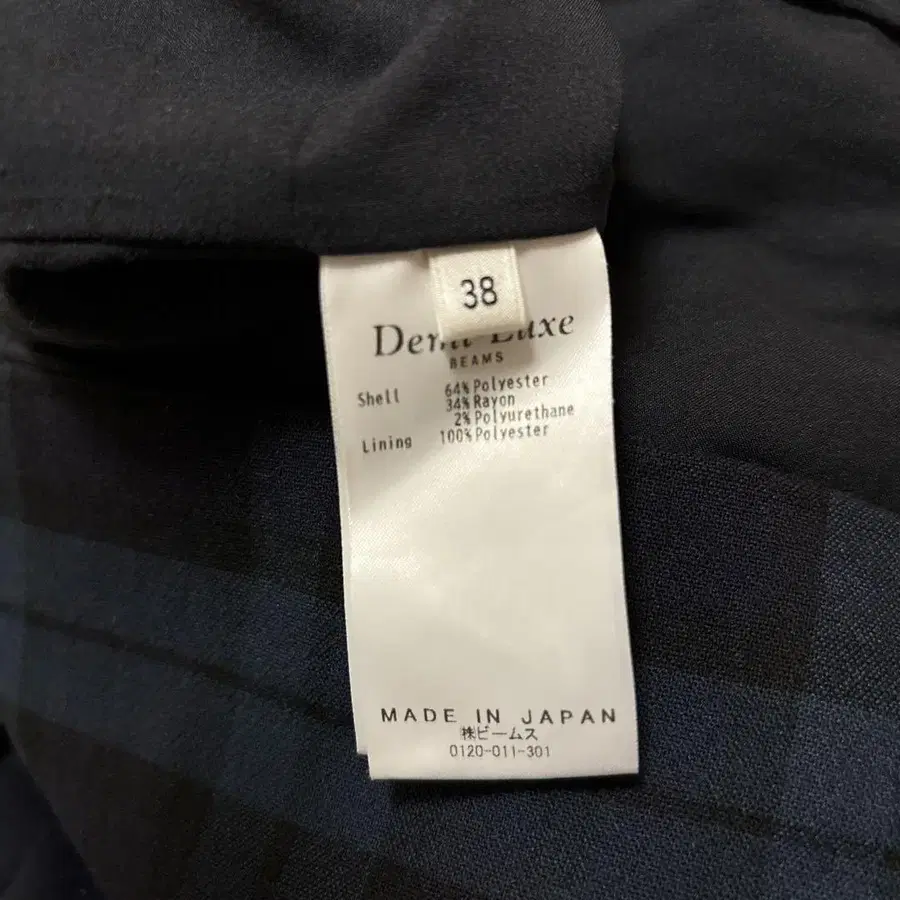 38
Demi-Luxe
BEAMS
Shell 64% Polyester
34% Rayon
2% Polyurethane
Lining 100% Polyester
MADE IN JAPAN
㈱ビームス
0120-011-301